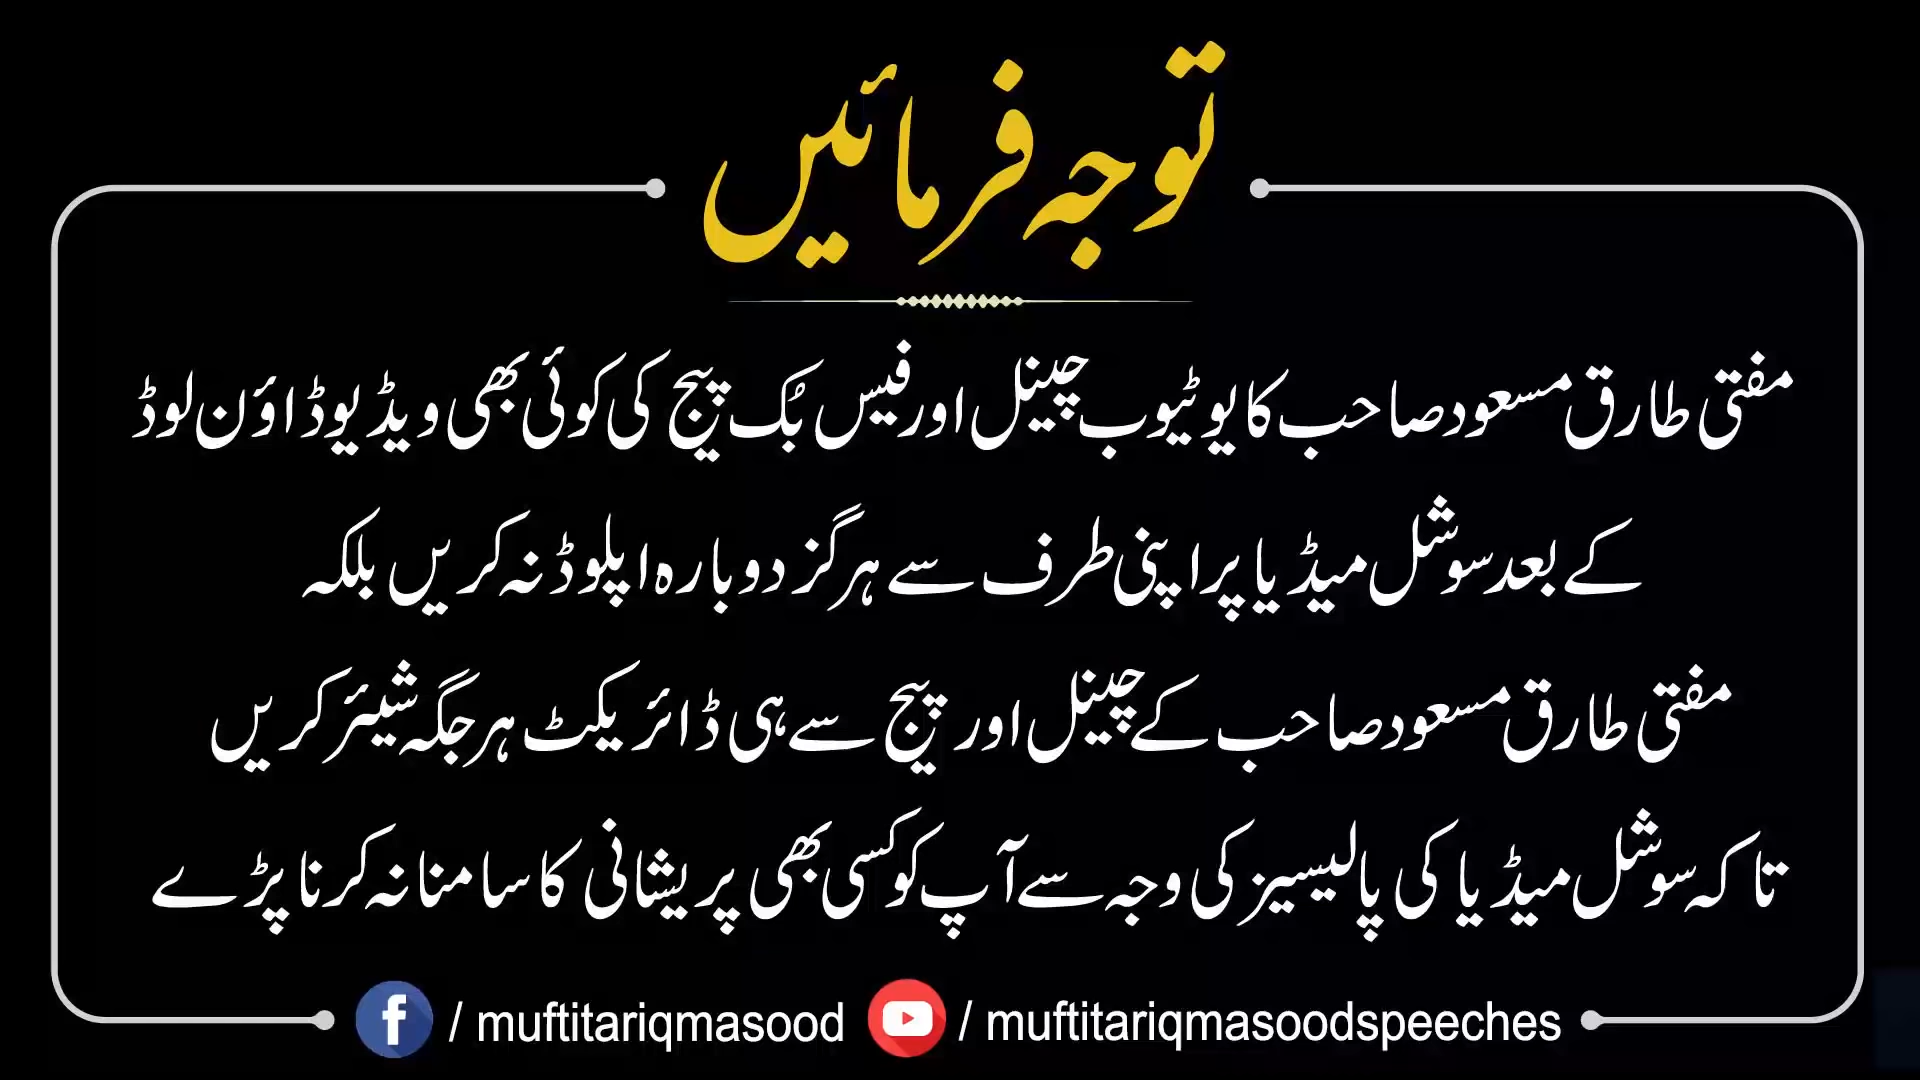 توجہ فرمائیں
مفتی طارق مسعود صاحب کا یوٹیوب چینل اور فیس بُک پیج کی کوئی بھی ویڈیو ڈاؤن لوڈ
کے بعد سوشل میڈیا پر اپنی طرف سے ہرگز دوبارہ اپلوڈ نہ کریں بلکہ
مفتی طارق مسعود صاحب کے چینل اور پیج سے ہی ڈائریکٹ ہر جگہ شیئر کریں
تاکہ سوشل میڈیا کی پالیسیز کی وجہ سے آپ کو کسی بھی پریشانی کا سامنا نہ کرنا پڑے
/ muftitariqmasood / muftitariqmasoodspeeches